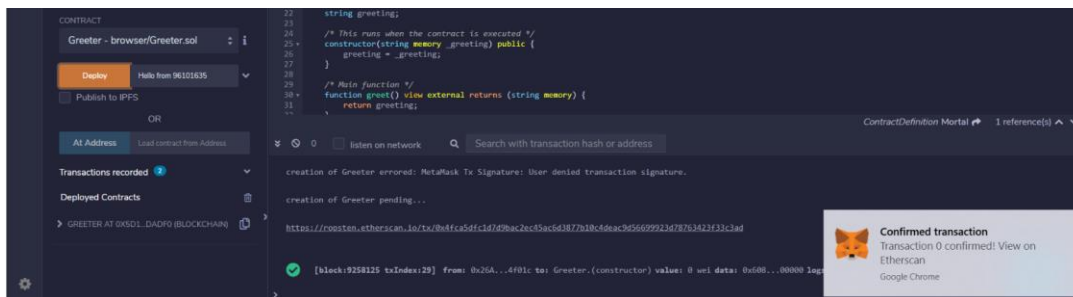 CONTRACT
Greeter - browser/Greeter.sol
i
Deploy
Hello from 96101635
Publish to IPFS
OR
At Address
Load contract from Address
Transactions recorded 2
Deployed Contracts
GREETER AT 0X5D1...DADF0 (BLOCKCHAIN)
22 string greeting;
23
24 /* This runs when the contract is executed */
25 constructor(string memory _greeting) public {
26 greeting = _greeting;
27 }
28
29 /* Main function */
30 function greet() view external returns (string memory) {
31 return greeting;
ContractDefinition Mortal 1 reference(s)
0 listen on network Search with transaction hash or address
creation of Greeter errored: MetaMask Tx Signature: User denied transaction signature.
creation of Greeter pending...
https://ropsten.etherscan.io/tx/0x4fca5dfc1d7d9bac2ec45ac6d3877b10c4deac9d56699923d78763423f33c3ad
[block:9258125 txIndex:29] from: 0x26A...4f01c to: Greeter.(constructor) value: 0 wei data: 0x608...00000 logs
>
Confirmed transaction
Transaction 0 confirmed! View on
Etherscan
Google Chrome